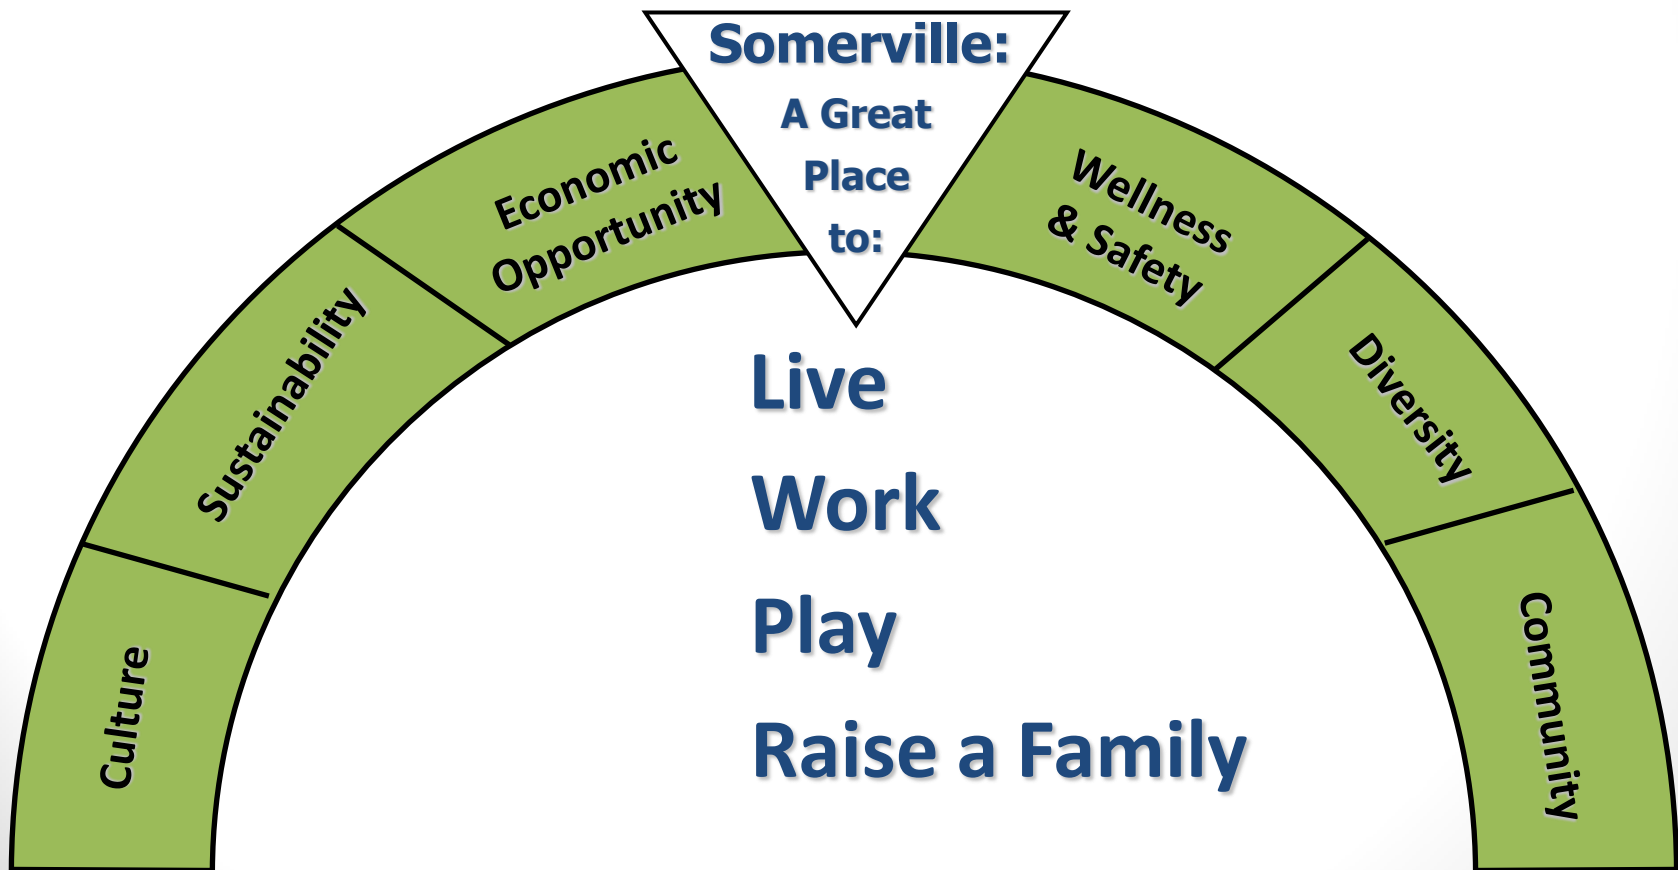 Somerville:
A Great
Place
to:
Economic
Opportunity
Wellness
& Safety
Sustainability
Diversity
Culture
Community
Live
Work
Play
Raise a Family